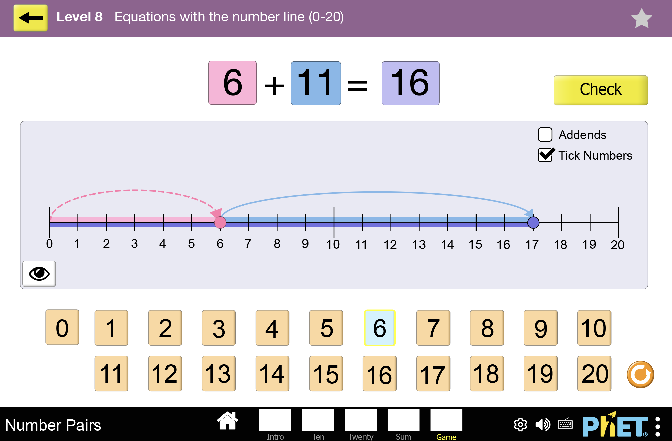 Level 8 Equations with the number line (0-20)
6 + 11 = 16
Check
Addends
Tick Numbers
0 1 2 3 4 5 6 7 8 9 10 11 12 13 14 15 16 17 18 19 20
0 1 2 3 4 5 6 7 8 9 10
11 12 13 14 15 16 17 18 19 20
Number Pairs
Intro Ten Twenty Sum Game
PhET